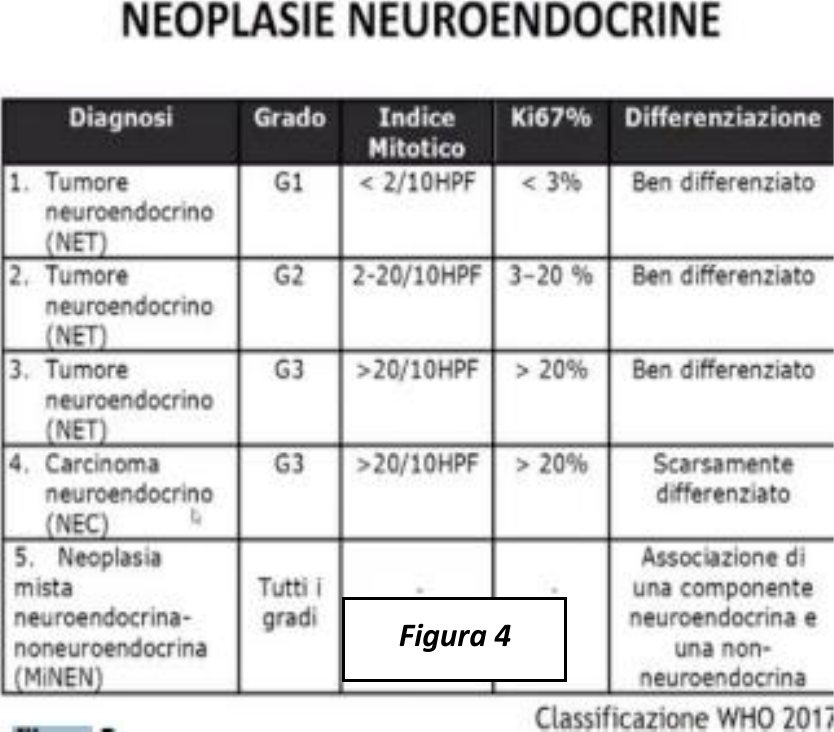 NEOPLASIE NEUROENDOCRINE
Diagnosi Grado Indice Mitotico Ki67% Differenziazione
1. Tumore neuroendocrino (NET) G1 < 2/10HPF < 3% Ben differenziato
2. Tumore neuroendocrino (NET) G2 2-20/10HPF 3-20 % Ben differenziato
3. Tumore neuroendocrino (NET) G3 >20/10HPF > 20% Ben differenziato
4. Carcinoma neuroendocrino (NEC) G3 >20/10HPF > 20% Scarsamente differenziato
5. Neoplasia mista neuroendocrina-noneuroendocrina (MiNEN) Tutti i gradi - - Associazione di una componente neuroendocrina e una non-neuroendocrina
Figura 4
Classificazione WHO 2017